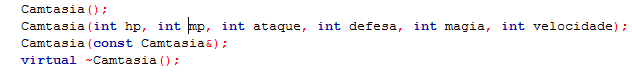 Camtasia();
Camtasia(int hp, int mp, int ataque, int defesa, int magia, int velocidade);
Camtasia(const Camtasia&);
virtual ~Camtasia();